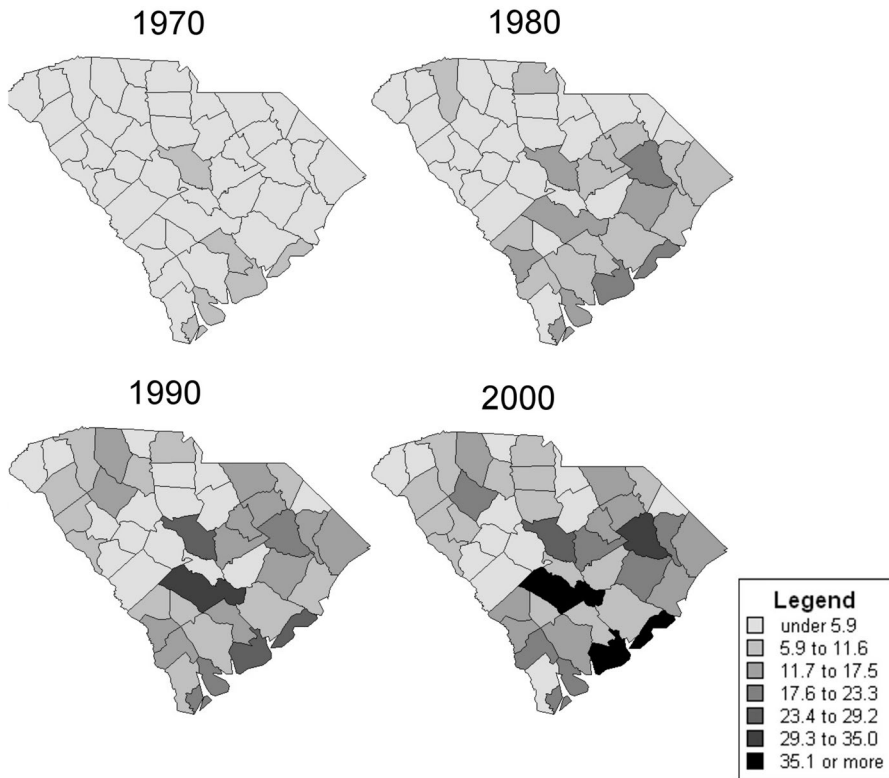 1970
1980
1990
2000
Legend
under 5.9
5.9 to 11.6
11.7 to 17.5
17.6 to 23.3
23.4 to 29.2
29.3 to 35.0
35.1 or more